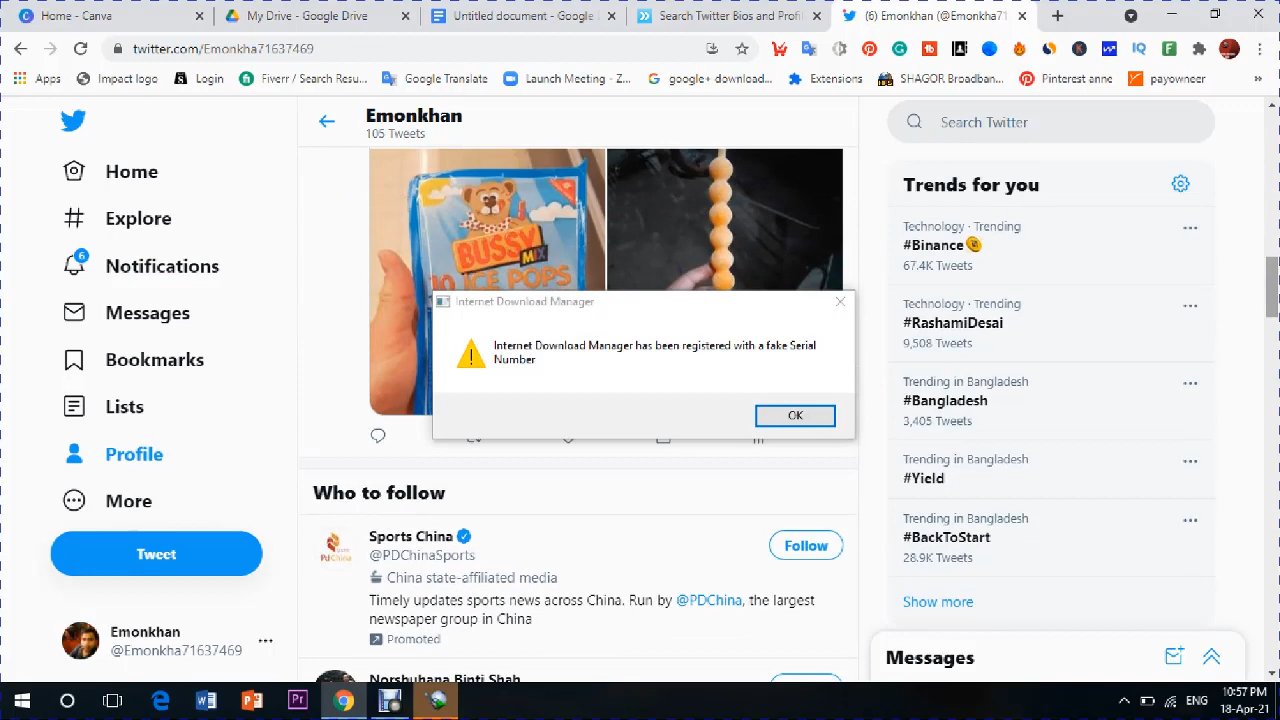 Home - Canva
My Drive - Google Drive
Untitled document - Google
Search Twitter Bios and Profi
(6) Emonkhan (@Emonkha71
twitter.com/Emonkha71637469
Apps
Impact logo
Login
Fiverr / Search Resu...
Google Translate
Launch Meeting - Z...
google+ download...
Extensions
SHAGOR Broadban...
Pinterest anne
payowneer
Home
Explore
6
Notifications
Messages
Bookmarks
Lists
Profile
More
Tweet
Emonkhan
@Emonkha71637469
Emonkhan
105 Tweets
BUSSY
MIX
10 ICE POPS
Internet Download Manager
Internet Download Manager has been registered with a fake Serial
Number
OK
Who to follow
Sports China
@PDChinaSports
China state-affiliated media
Timely updates sports news across China. Run by @PDChina, the largest
newspaper group in China
Promoted
Follow
Norshuhana Binti Shah
Search Twitter
Trends for you
Technology · Trending
#Binance
67.4K Tweets
Technology · Trending
#RashamiDesai
9,508 Tweets
Trending in Bangladesh
#Bangladesh
3,405 Tweets
Trending in Bangladesh
#Yield
Trending in Bangladesh
#BackToStart
28.9K Tweets
Show more
Messages
ENG
10:57 PM
18-Apr-21